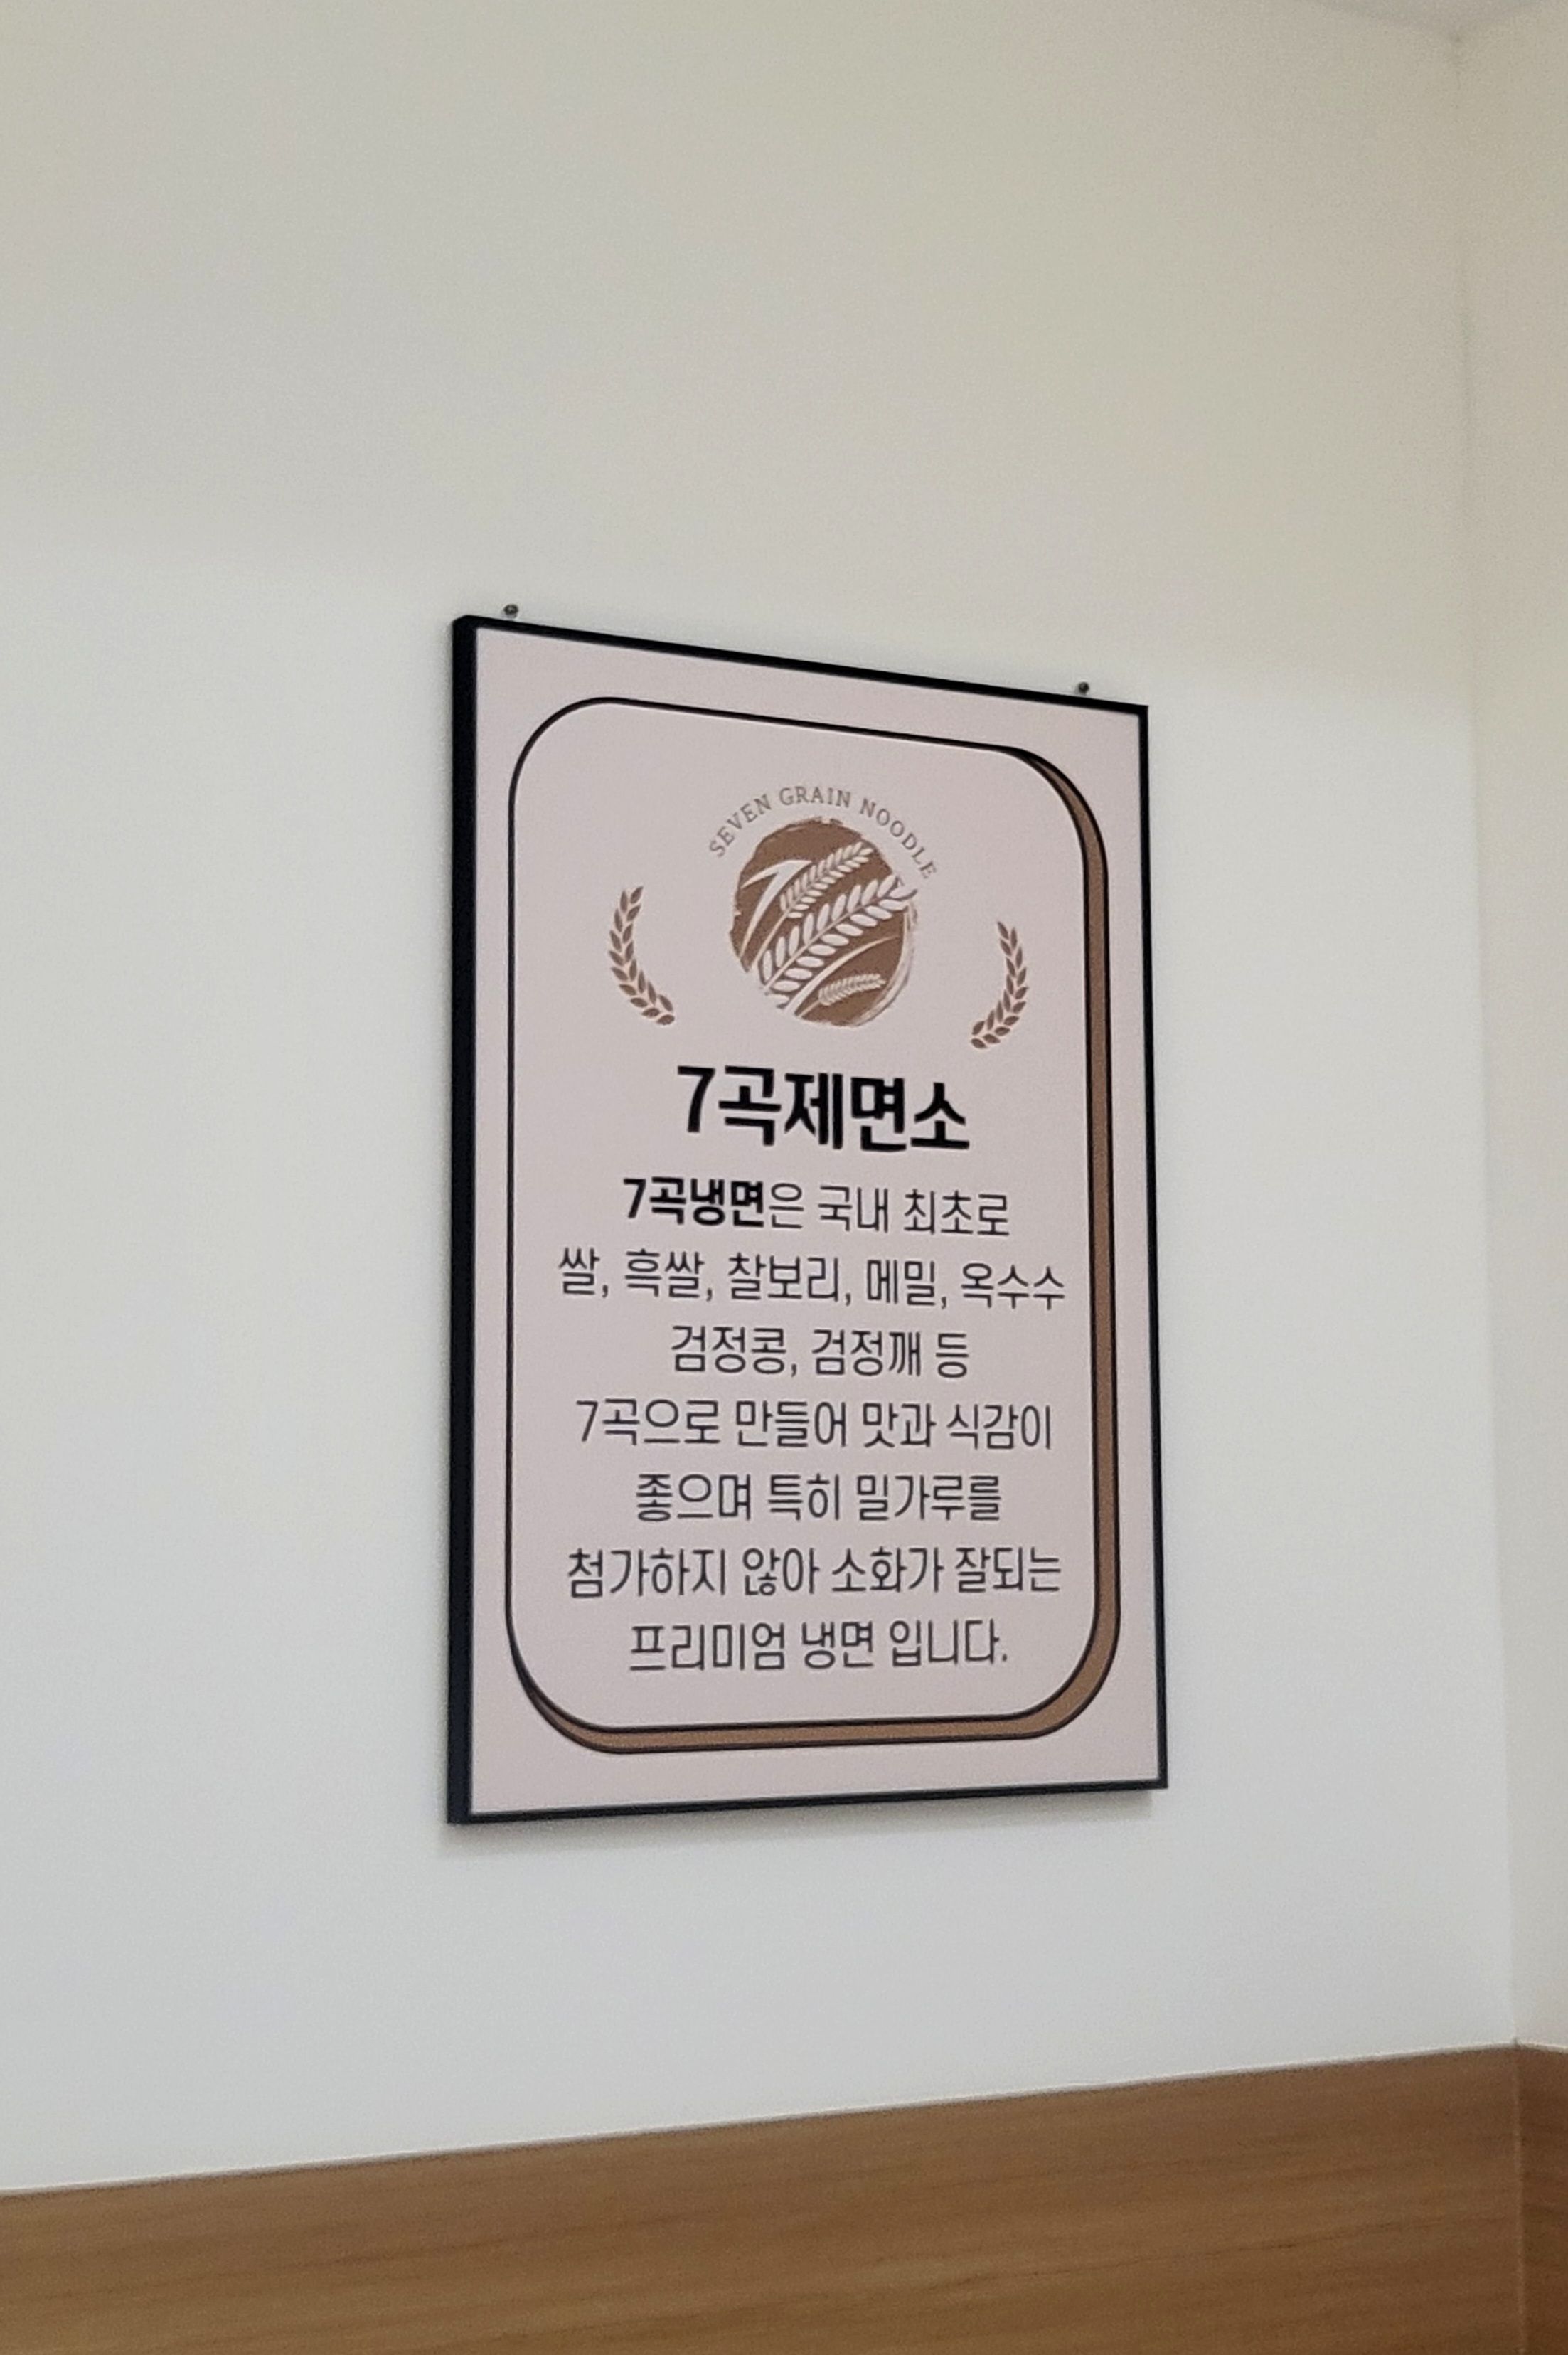 SEVEN GRAIN NOODLE
7
7곡제면소
7곡냉면은 국내 최초로
쌀, 흑쌀, 찰보리, 메밀, 옥수수
검정콩, 검정깨 등
7곡으로 만들어 맛과 식감이
좋으며 특히 밀가루를
첨가하지 않아 소화가 잘되는
프리미엄 냉면 입니다.